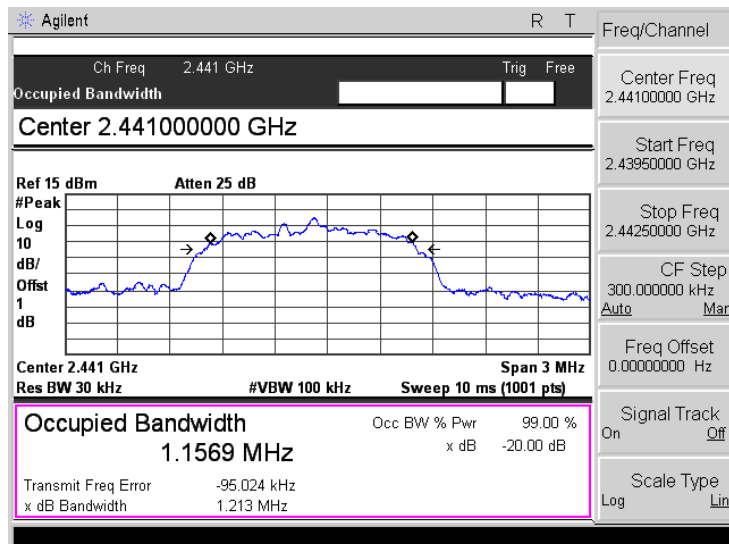 Agilent R T
Ch Freq 2.441 GHz Trig Free
Occupied Bandwidth
Center 2.441000000 GHz
Ref 15 dBm Atten 25 dB
#Peak
Log
10
dB/
Offst
1
dB
Center 2.441 GHz Span 3 MHz
Res BW 30 kHz #VBW 100 kHz Sweep 10 ms (1001 pts)
Occupied Bandwidth Occ BW % Pwr 99.00 %
1.1569 MHz x dB -20.00 dB
Transmit Freq Error -95.024 kHz
x dB Bandwidth 1.213 MHz
Freq/Channel
Center Freq
2.44100000 GHz
Start Freq
2.43950000 GHz
Stop Freq
2.44250000 GHz
CF Step
300.000000 kHz
Auto Man
Freq Offset
0.00000000 Hz
Signal Track
On Off
Scale Type
Log Lin